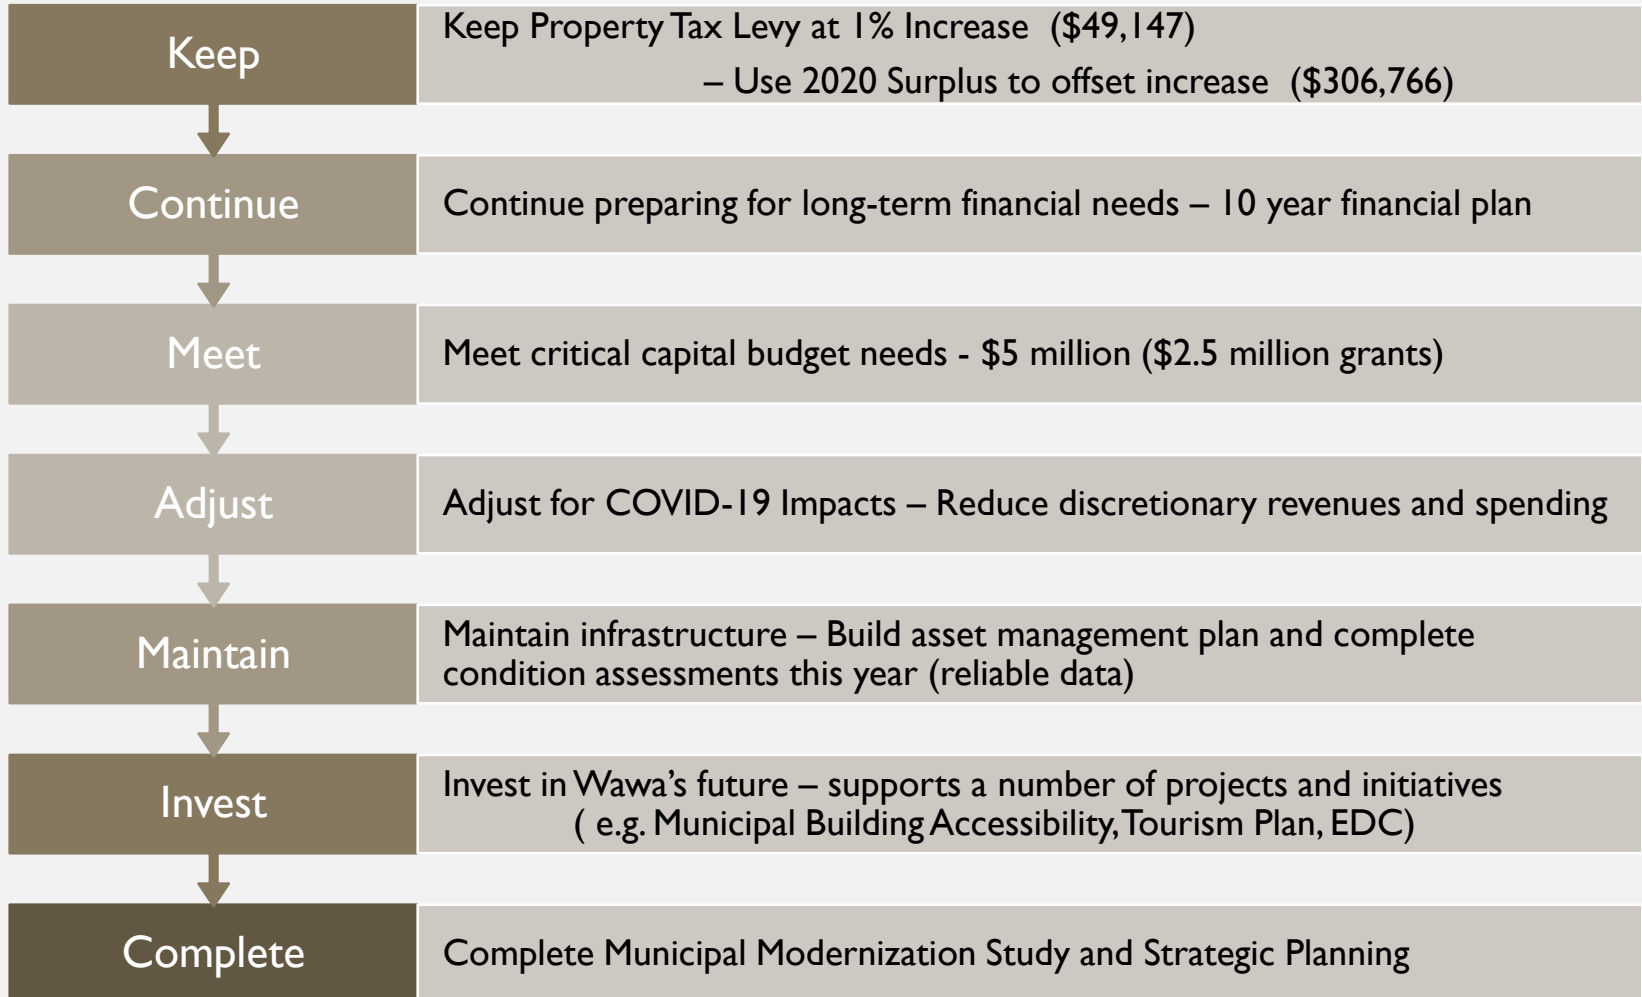 Keep
Keep Property Tax Levy at 1% Increase ($49,147)
– Use 2020 Surplus to offset increase ($306,766)
Continue
Continue preparing for long-term financial needs – 10 year financial plan
Meet
Meet critical capital budget needs - $5 million ($2.5 million grants)
Adjust
Adjust for COVID-19 Impacts – Reduce discretionary revenues and spending
Maintain
Maintain infrastructure – Build asset management plan and complete
condition assessments this year (reliable data)
Invest
Invest in Wawa's future – supports a number of projects and initiatives
( e.g. Municipal Building Accessibility, Tourism Plan, EDC)
Complete
Complete Municipal Modernization Study and Strategic Planning